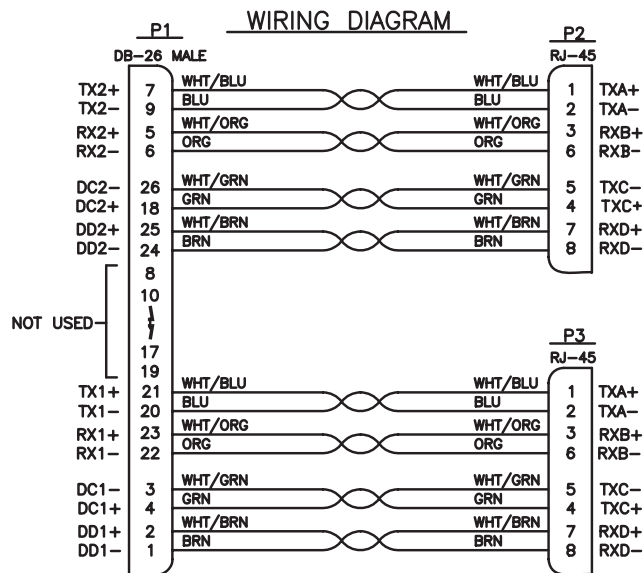 WIRING DIAGRAM
P1
DB-26 MALE
P2
RJ-45
TX2+ 7 WHT/BLU WHT/BLU 1 TXA+
TX2- 9 BLU BLU 2 TXA-
RX2+ 5 WHT/ORG WHT/ORG 3 RXB+
RX2- 6 ORG ORG 6 RXB-
DC2- 26 WHT/GRN WHT/GRN 5 TXC-
DC2+ 18 GRN GRN 4 TXC+
DD2+ 25 WHT/BRN WHT/BRN 7 RXD+
DD2- 24 BRN BRN 8 RXD-
8
10
NOT USED
17
19
P3
RJ-45
TX1+ 21 WHT/BLU WHT/BLU 1 TXA+
TX1- 20 BLU BLU 2 TXA-
RX1+ 23 WHT/ORG WHT/ORG 3 RXB+
RX1- 22 ORG ORG 6 RXB-
DC1- 3 WHT/GRN WHT/GRN 5 TXC-
DC1+ 4 GRN GRN 4 TXC+
DD1+ 2 WHT/BRN WHT/BRN 7 RXD+
DD1- 1 BRN BRN 8 RXD-